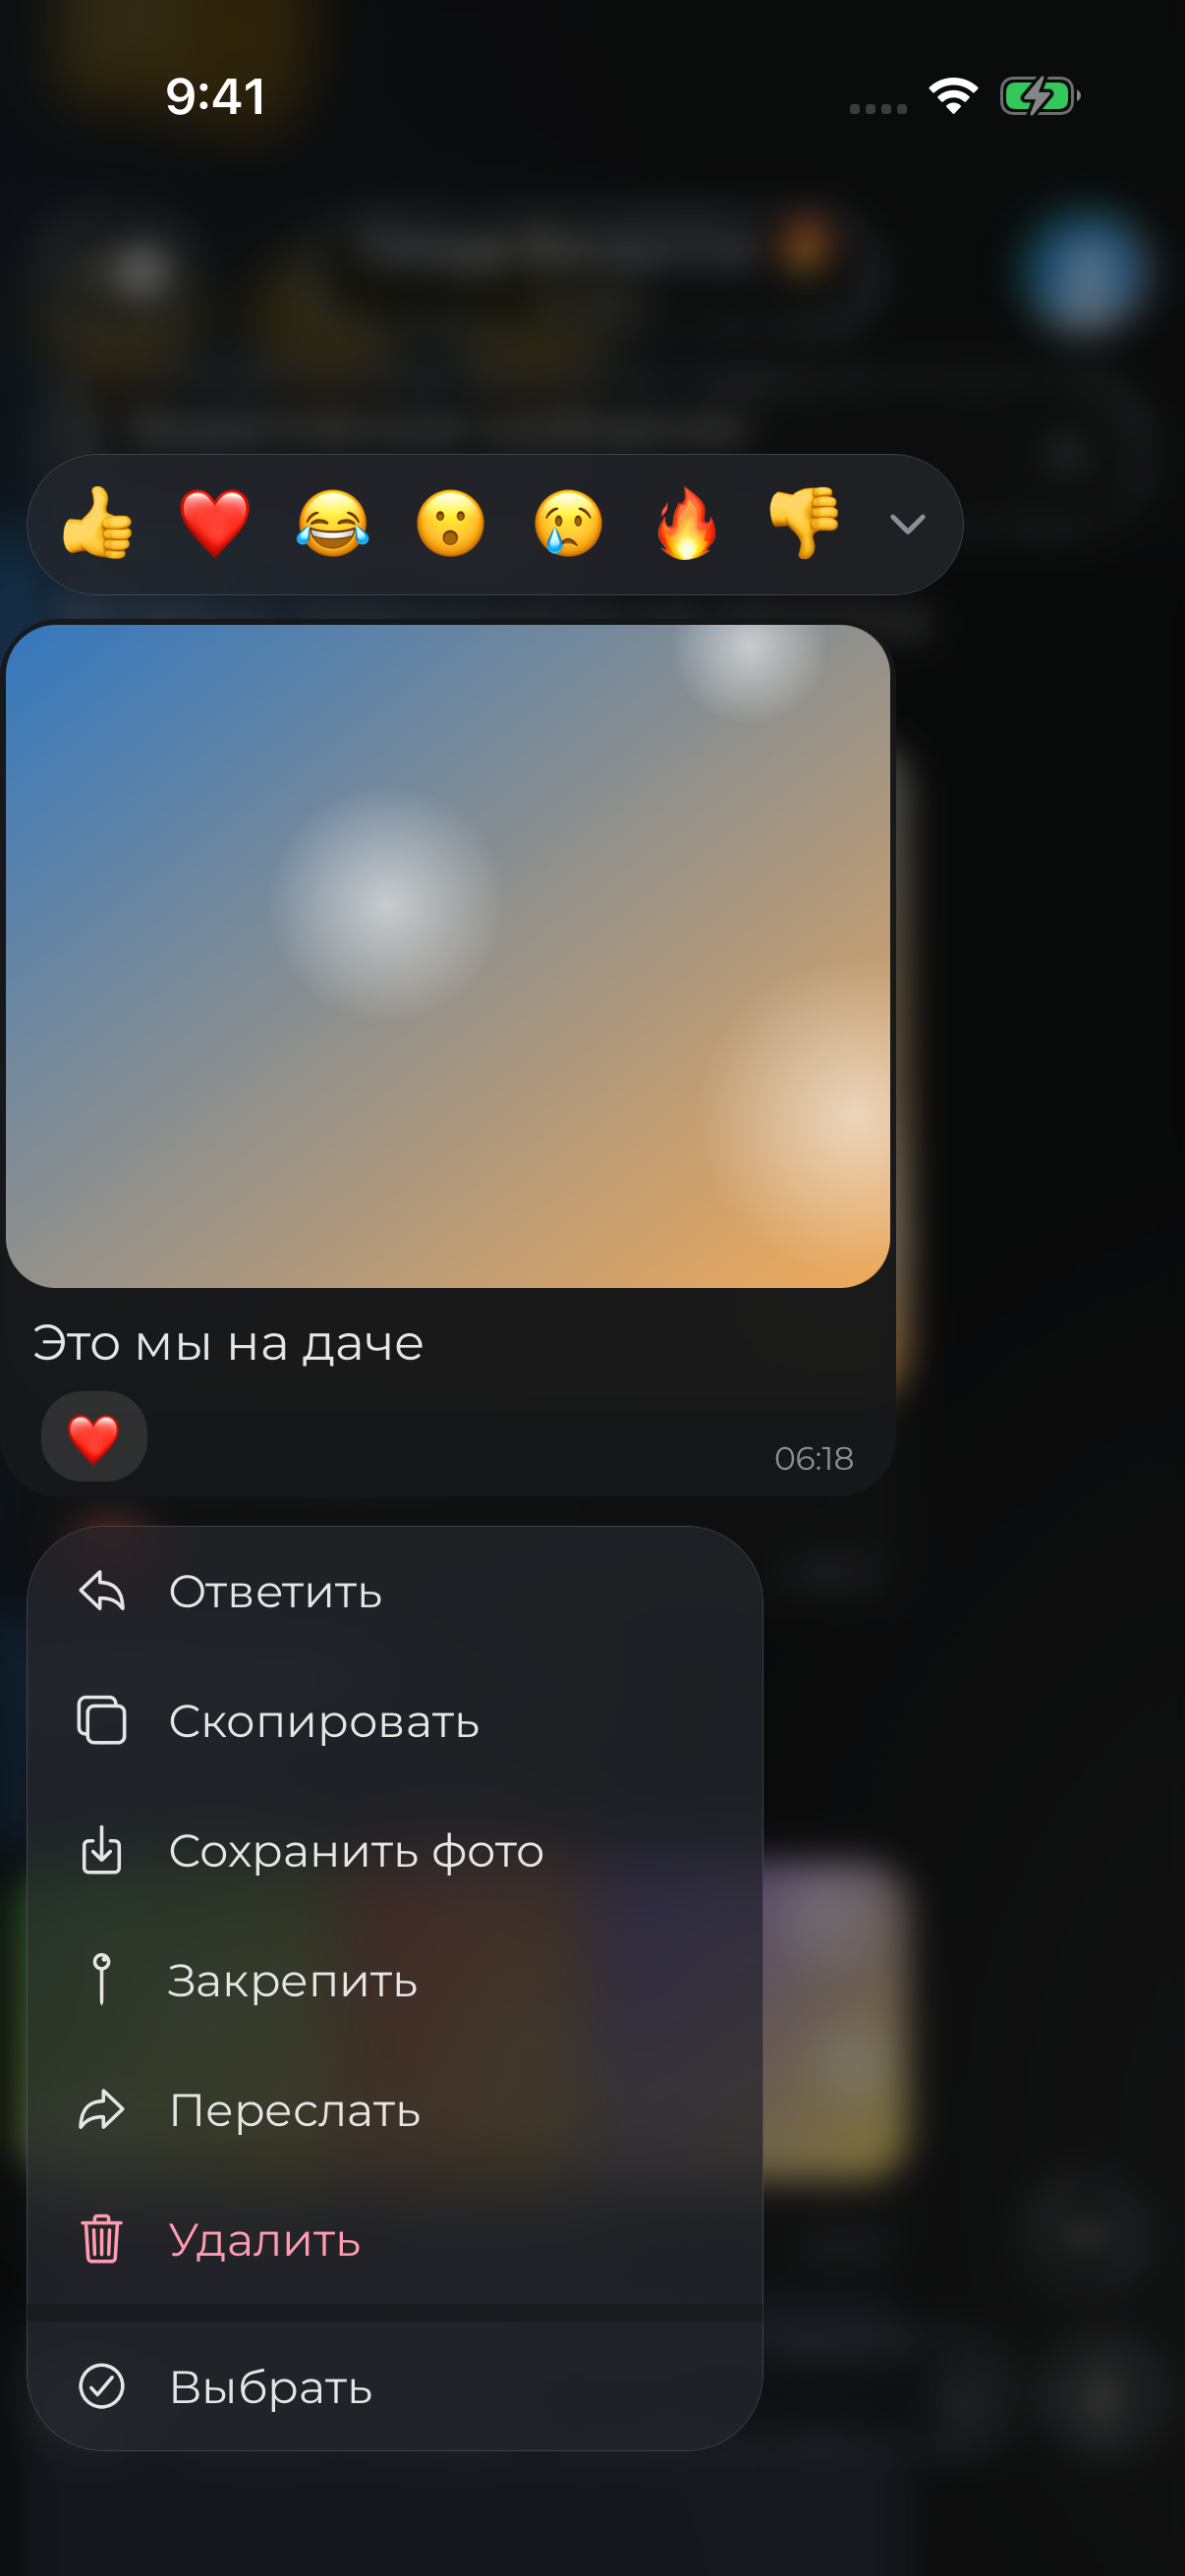 9:41
Это мы на даче
06:18
Ответить
Скопировать
Сохранить фото
Закрепить
Переслать
Удалить
Выбрать